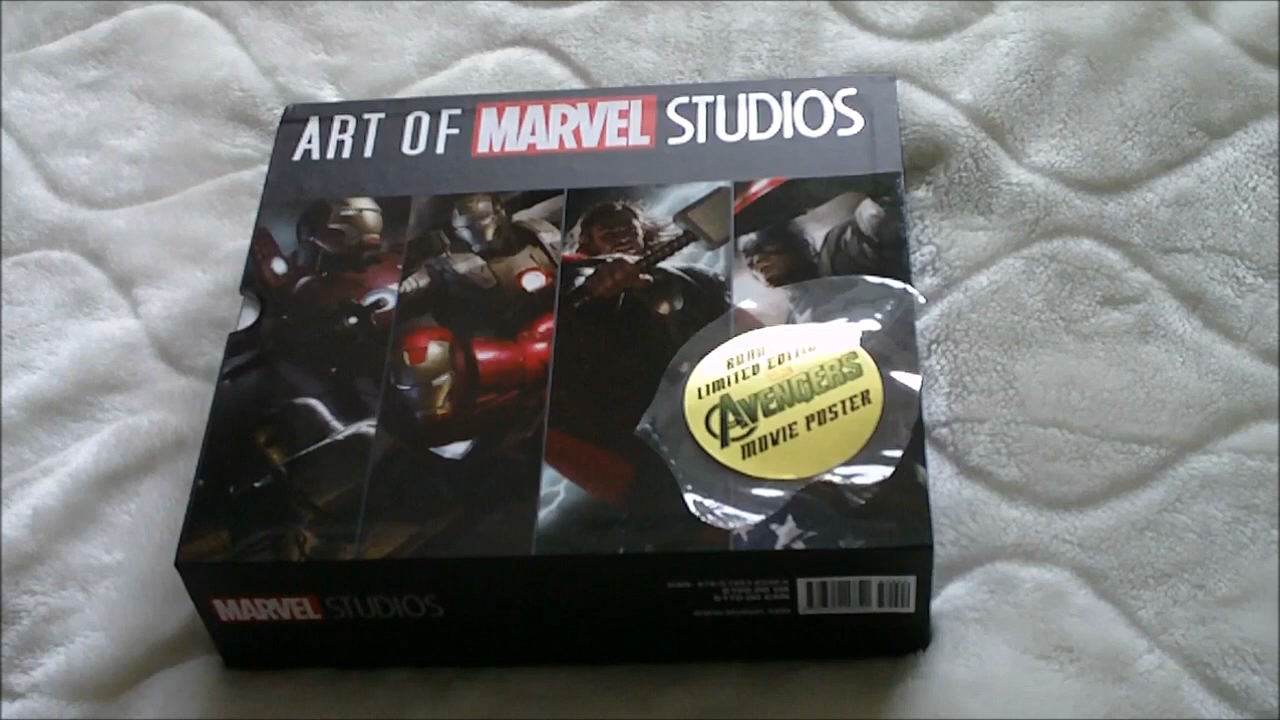 ART OF MARVEL STUDIOS
LIMITED EDITION
AVENGERS
MOVIE POSTER
MARVEL STUDIOS